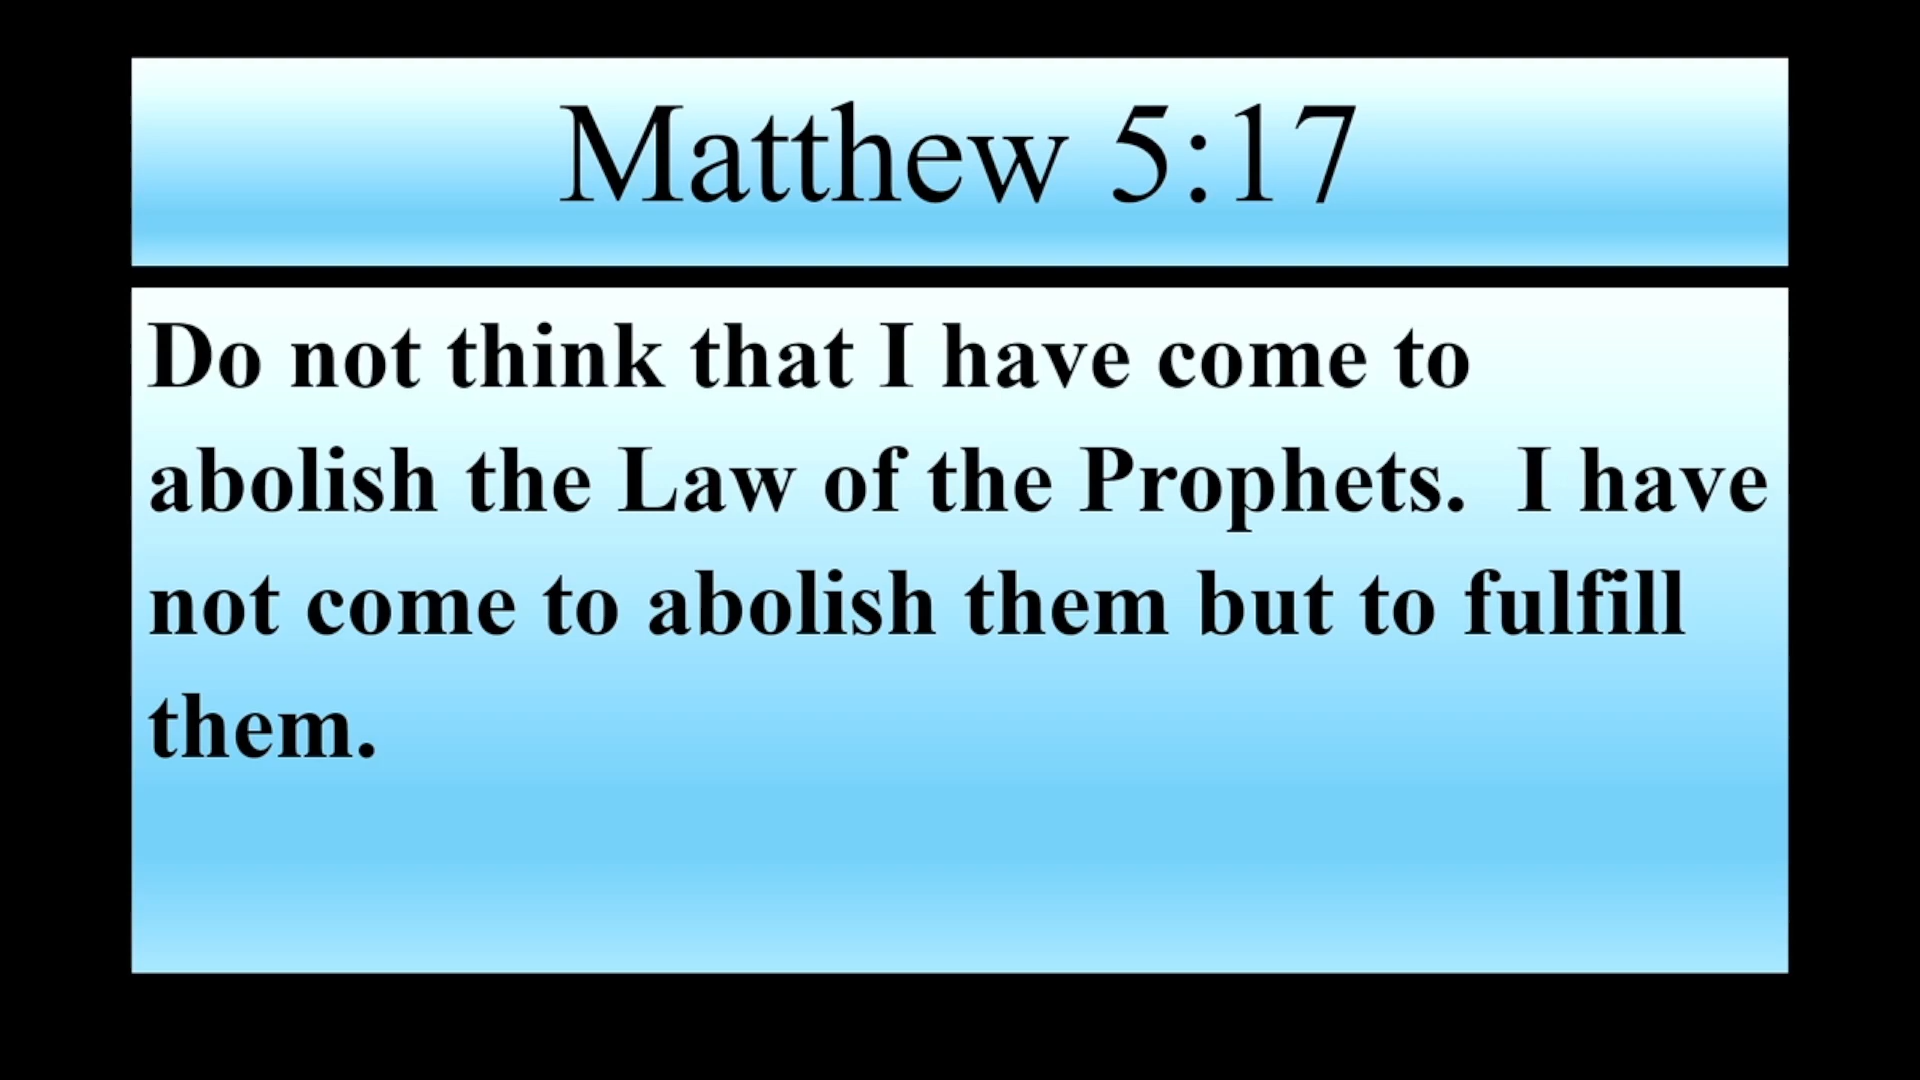 Matthew 5:17
Do not think that I have come to
abolish the Law of the Prophets.  I have
not come to abolish them but to fulfill
them.